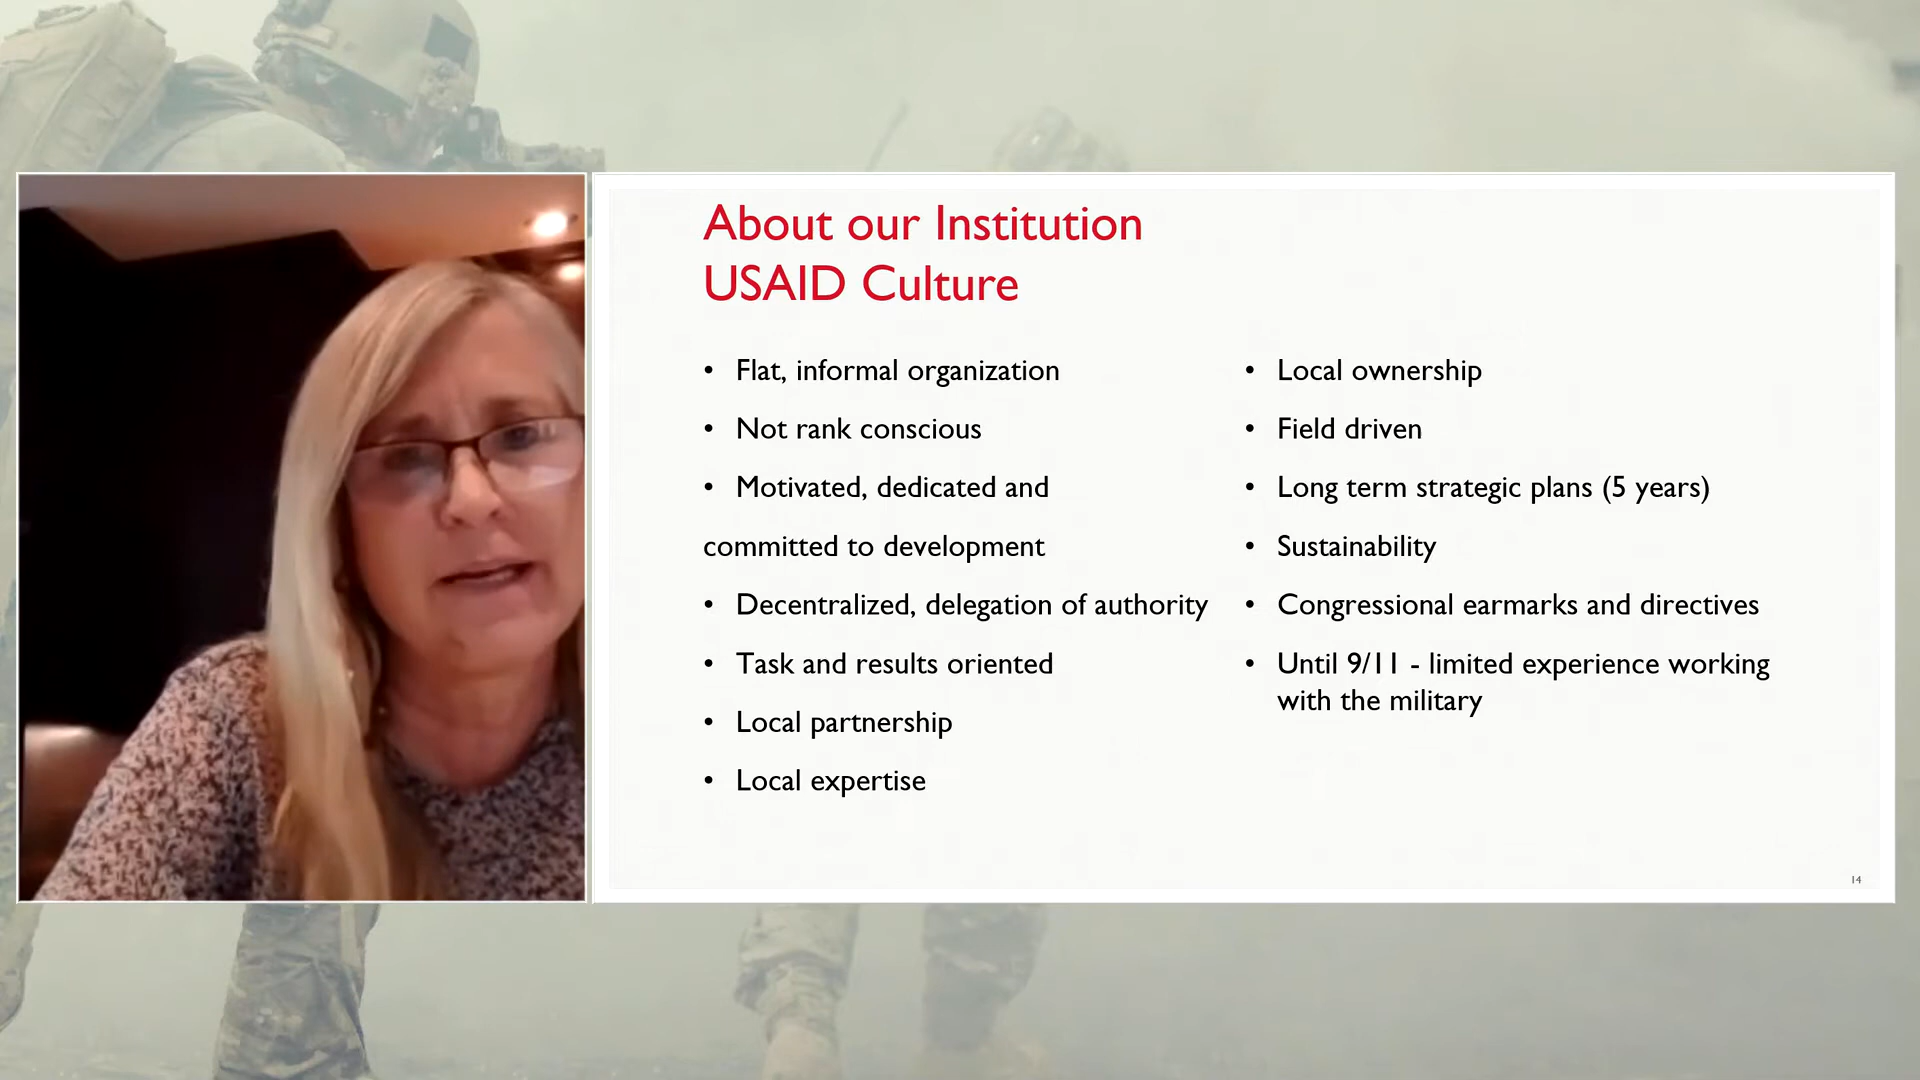 About our Institution
USAID Culture
• Flat, informal organization
• Not rank conscious
• Motivated, dedicated and
committed to development
• Decentralized, delegation of authority
• Task and results oriented
• Local partnership
• Local expertise
• Local ownership
• Field driven
• Long term strategic plans (5 years)
• Sustainability
• Congressional earmarks and directives
• Until 9/11 - limited experience working
with the military
14